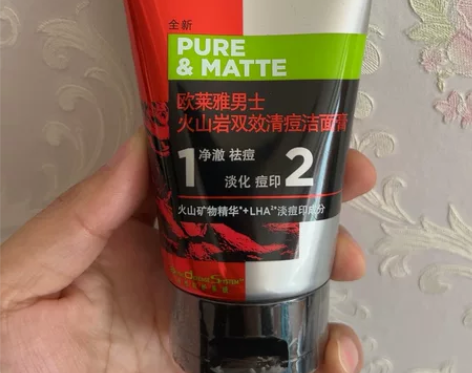 全新
PURE
& MATTE
欧莱雅男士
火山岩双效清痘洁面膏
1 净澈 祛痘
淡化 痘印 2
火山矿物精华*+LHA²*淡痘印成分